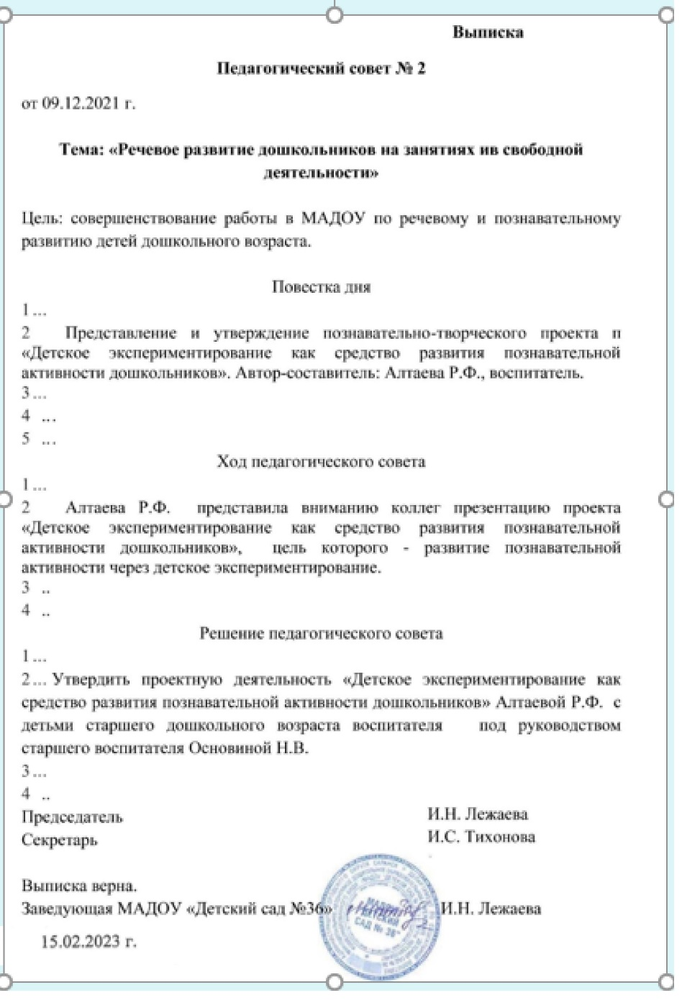 Выписка
Педагогический совет № 2
от 09.12.2021 г.
Тема: «Речевое развитие дошкольников на занятиях ив свободной
деятельности»
Цель: совершенствование работы в МАДОУ по речевому и познавательному
развитию детей дошкольного возраста.
Повестка дня
1 ...
2 Представление и утверждение познавательно-творческого проекта п
«Детское экспериментирование как средство развития познавательной
активности дошкольников». Автор-составитель: Алтаева Р.Ф., воспитатель.
3 ...
4 ...
5 ...
Ход педагогического совета
1 ...
2 Алтаева Р.Ф. представила вниманию коллег презентацию проекта
«Детское экспериментирование как средство развития познавательной
активности дошкольников», цель которого - развитие познавательной
активности через детское экспериментирование.
3 ..
4 ..
Решение педагогического совета
1 ...
2 ... Утвердить проектную деятельность «Детское экспериментирование как
средство развития познавательной активности дошкольников» Алтаевой Р.Ф. с
детьми старшего дошкольного возраста воспитателя под руководством
старшего воспитателя Основиной Н.В.
3 ...
4 ..
Председатель И.Н. Лежаева
Секретарь И.С. Тихонова
Выписка верна.
Заведующая МАДОУ «Детский сад №36» И.Н. Лежаева
МАДОУ
ДЕТСКИЙ
САД № 36
15.02.2023 г.